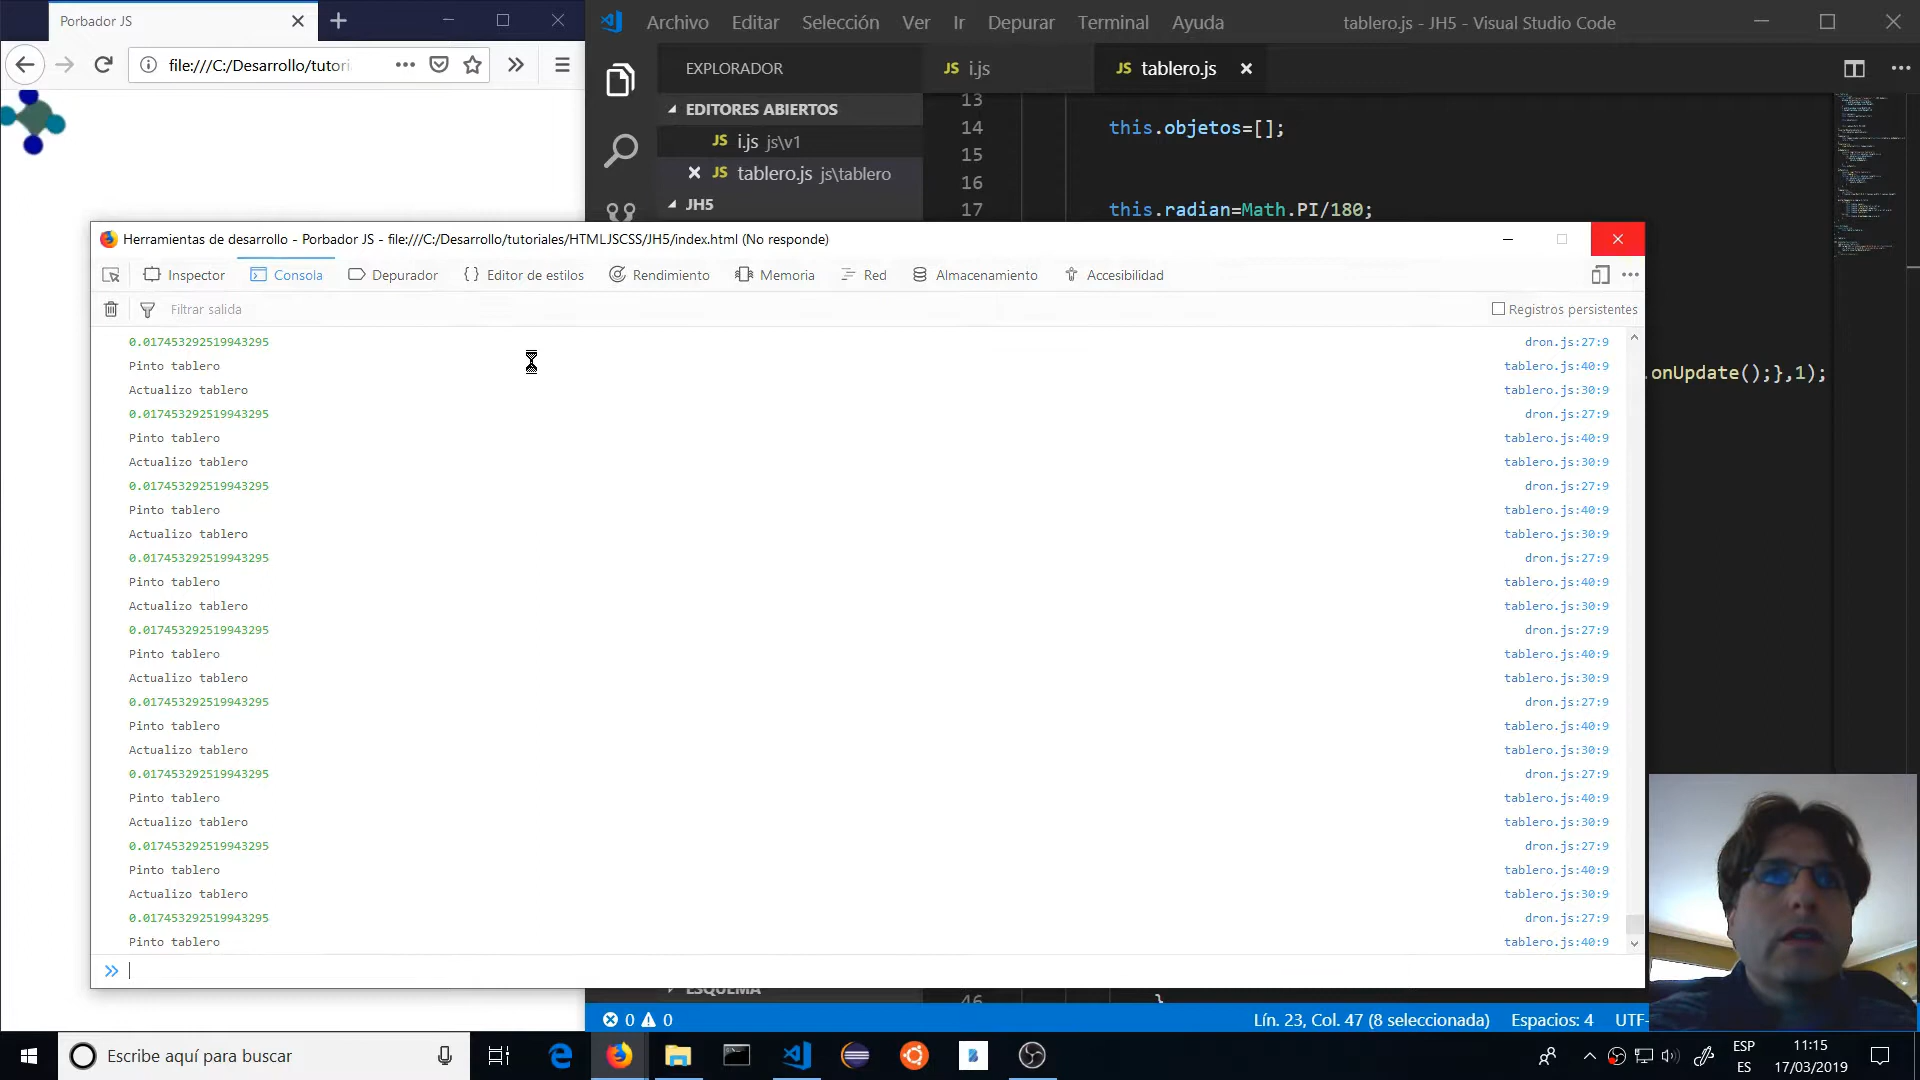 Porbador JS
file:///C:/Desarrollo/tutori
Archivo Editar Selección Ver Ir Depurar Terminal Ayuda
tablero.js - JH5 - Visual Studio Code
EXPLORADOR
EDITORES ABIERTOS
JS i.js js\v1
JS tablero.js js\tablero
JH5
JS i.js
JS tablero.js
13
14 this.objetos=[];
15
16
17 this.radian=Math.PI/180;
.onUpdate();},1);
Herramientas de desarrollo - Porbador JS - file:///C:/Desarrollo/tutoriales/HTMLJSCSS/JH5/index.html (No responde)
Inspector Consola Depurador {} Editor de estilos Rendimiento Memoria Red Almacenamiento Accesibilidad
Filtrar salida Registros persistentes
0.017453292519943295 dron.js:27:9
Pinto tablero tablero.js:40:9
Actualizo tablero tablero.js:30:9
0.017453292519943295 dron.js:27:9
Pinto tablero tablero.js:40:9
Actualizo tablero tablero.js:30:9
0.017453292519943295 dron.js:27:9
Pinto tablero tablero.js:40:9
Actualizo tablero tablero.js:30:9
0.017453292519943295 dron.js:27:9
Pinto tablero tablero.js:40:9
Actualizo tablero tablero.js:30:9
0.017453292519943295 dron.js:27:9
Pinto tablero tablero.js:40:9
Actualizo tablero tablero.js:30:9
0.017453292519943295 dron.js:27:9
Pinto tablero tablero.js:40:9
Actualizo tablero tablero.js:30:9
0.017453292519943295 dron.js:27:9
Pinto tablero tablero.js:40:9
Actualizo tablero tablero.js:30:9
0.017453292519943295 dron.js:27:9
Pinto tablero tablero.js:40:9
Actualizo tablero tablero.js:30:9
0.017453292519943295 dron.js:27:9
Pinto tablero tablero.js:40:9
ESQUEMA
46 }
0 0
Lín. 23, Col. 47 (8 seleccionada) Espacios: 4 UTF-
Escribe aquí para buscar
ESP
ES
11:15
17/03/2019